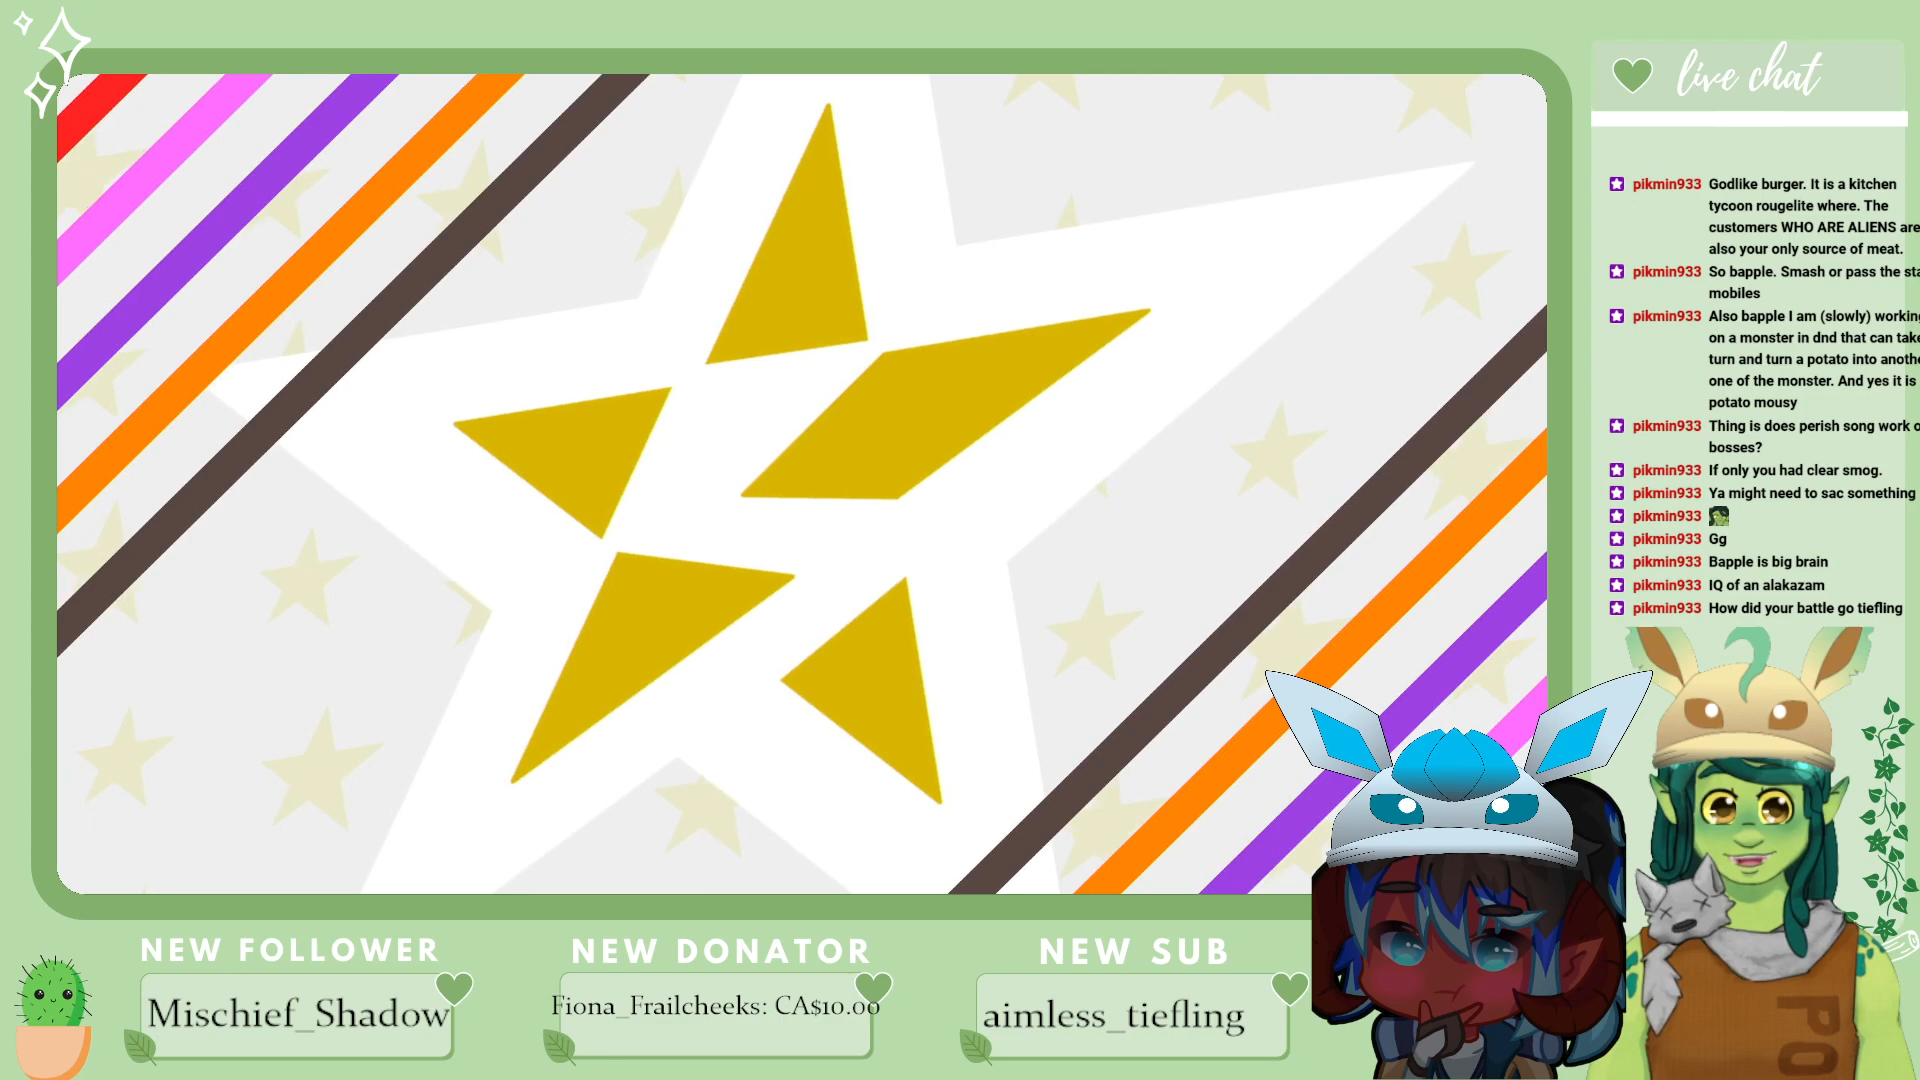 live chat
pikmin933 Godlike burger. It is a kitchen
tycoon rougelite where. The
customers WHO ARE ALIENS are
also your only source of meat.
pikmin933 So bapple. Smash or pass the sta
mobiles
pikmin933 Also bapple I am (slowly) working
on a monster in dnd that can take
turn and turn a potato into anothe
one of the monster. And yes it is
potato mousy
pikmin933 Thing is does perish song work o
bosses?
pikmin933 If only you had clear smog.
pikmin933 Ya might need to sac something
pikmin933
pikmin933 Gg
pikmin933 Bapple is big brain
pikmin933 IQ of an alakazam
pikmin933 How did your battle go tiefling
NEW FOLLOWER
Mischief_Shadow
NEW DONATOR
Fiona_Frailcheeks: CA$10.00
NEW SUB
aimless_tiefling
PO